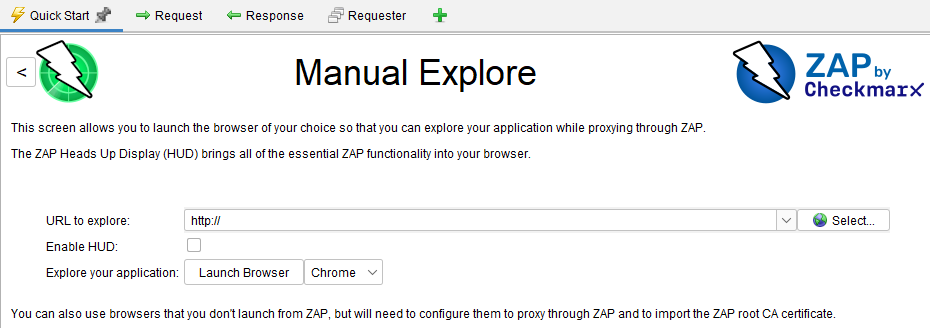 Quick Start
Request
Response
Requester
<
Manual Explore
ZAP by
Checkmarx
This screen allows you to launch the browser of your choice so that you can explore your application while proxying through ZAP.
The ZAP Heads Up Display (HUD) brings all of the essential ZAP functionality into your browser.
URL to explore: http:// Select...
Enable HUD:
Explore your application: Launch Browser Chrome
You can also use browsers that you don't launch from ZAP, but will need to configure them to proxy through ZAP and to import the ZAP root CA certificate.